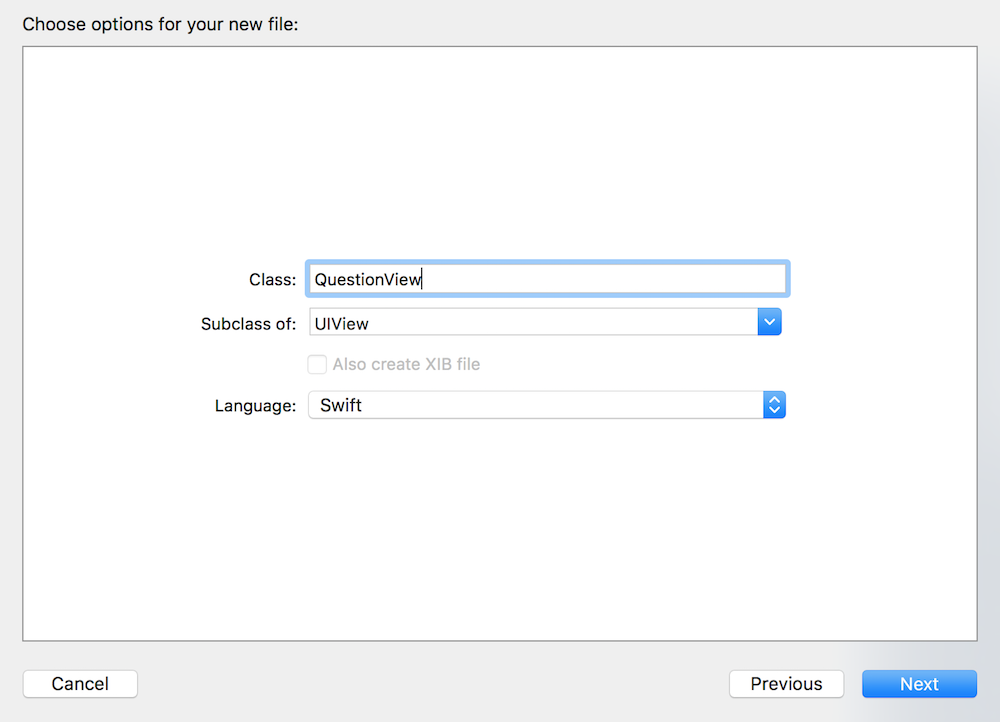 Choose options for your new file:
Class: QuestionView
Subclass of: UIView
Also create XIB file
Language: Swift
Cancel Previous Next